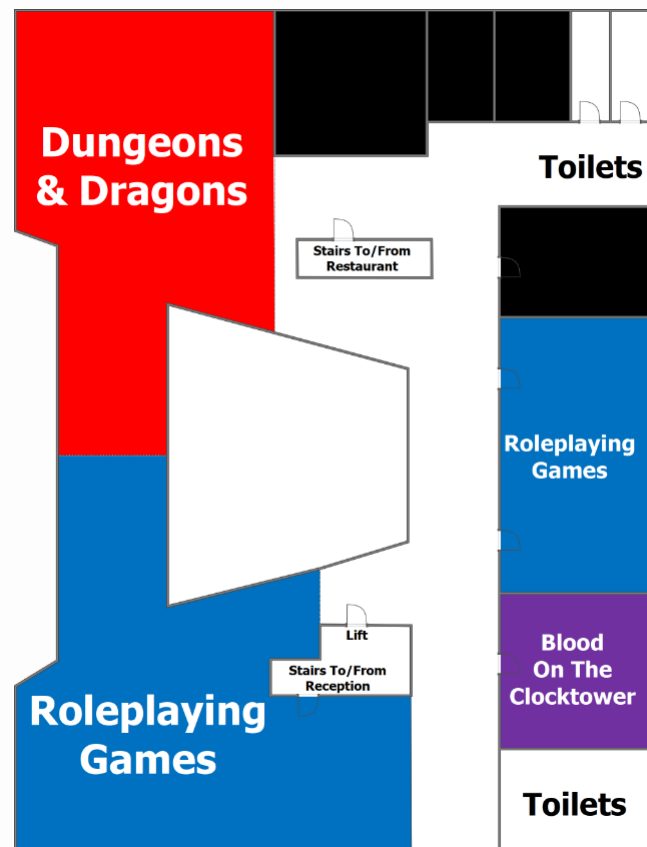 Dungeons
& Dragons
Toilets
Stairs To/From
Restaurant
Roleplaying
Games
Lift
Stairs To/From
Reception
Blood
On The
Clocktower
Roleplaying
Games
Toilets